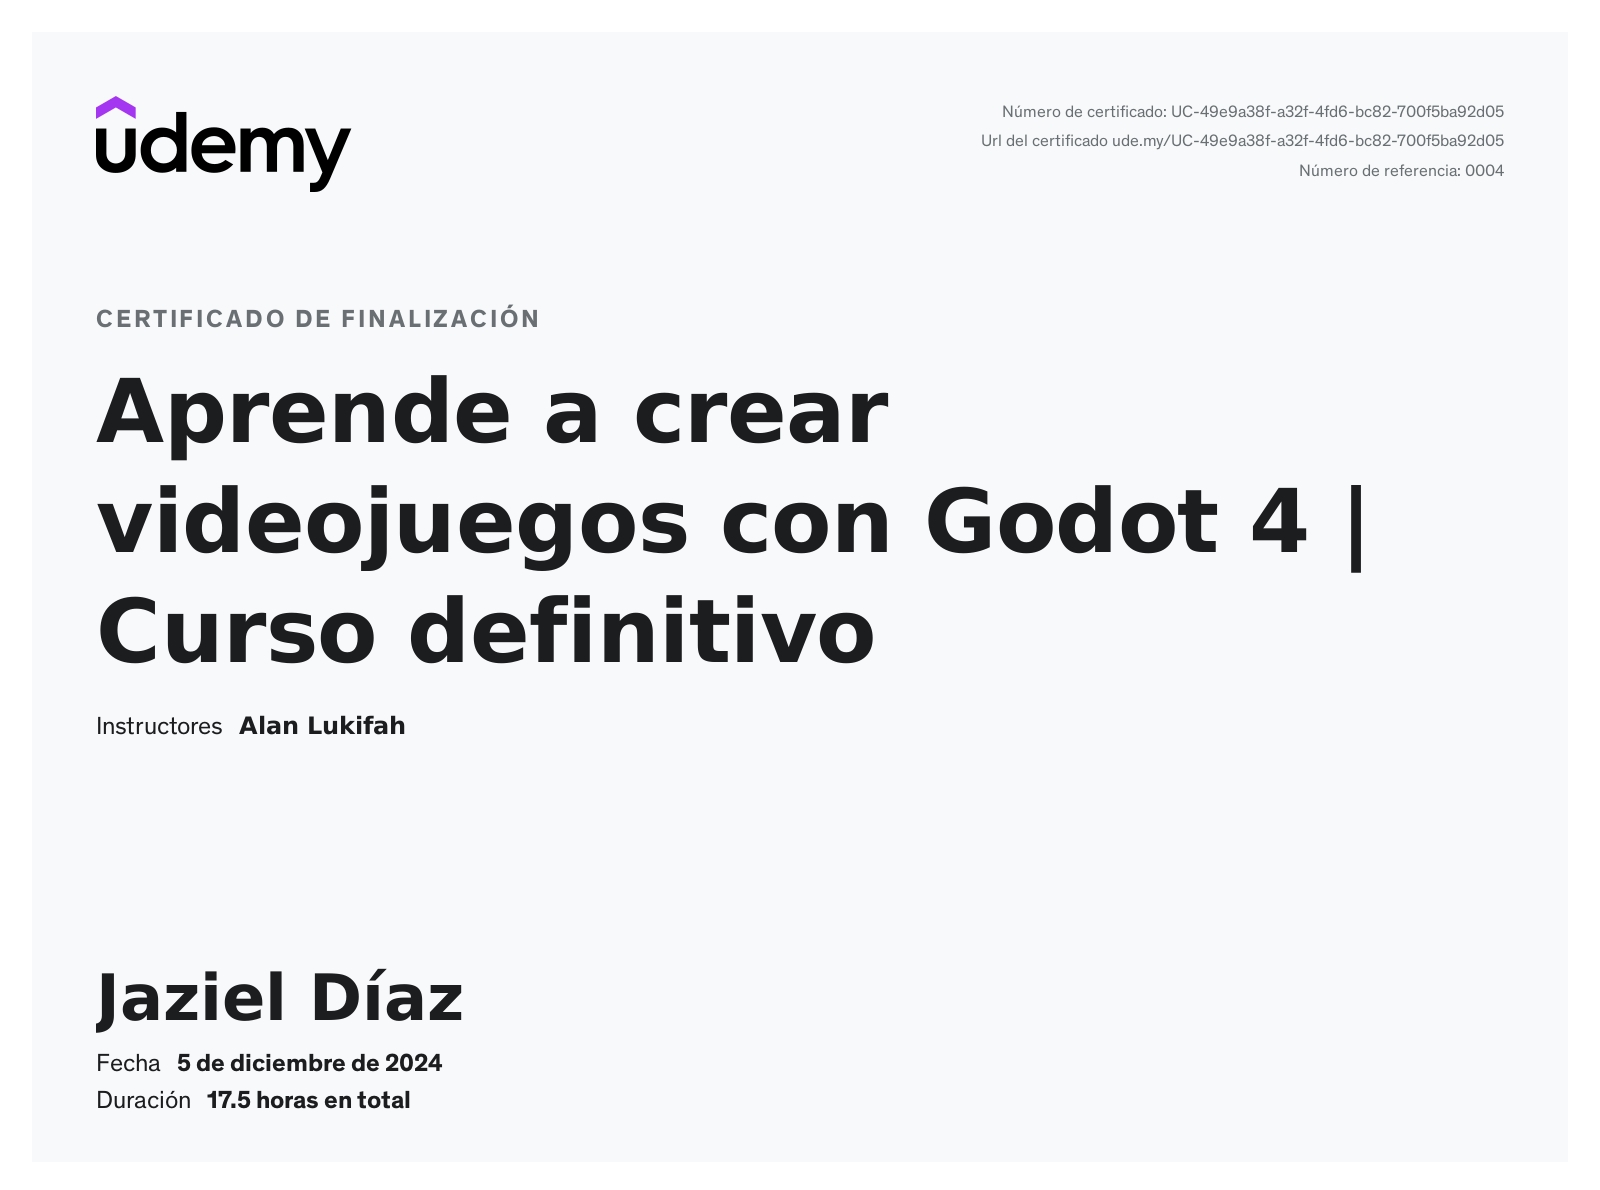 udemy
Número de certificado: UC-49e9a38f-a32f-4fd6-bc82-700f5ba92d05
Url del certificado ude.my/UC-49e9a38f-a32f-4fd6-bc82-700f5ba92d05
Número de referencia: 0004
CERTIFICADO DE FINALIZACIÓN
Aprende a crear
videojuegos con Godot 4 |
Curso definitivo
Instructores Alan Lukifah
Jaziel Díaz
Fecha 5 de diciembre de 2024
Duración 17.5 horas en total